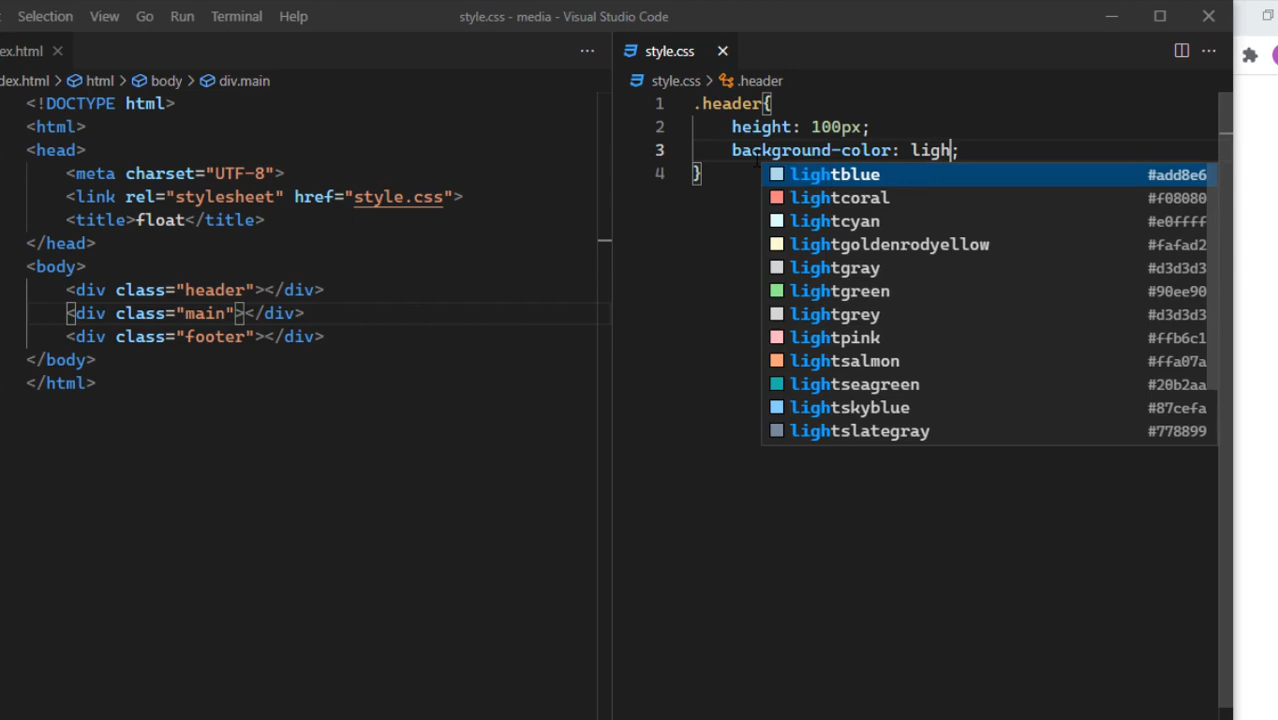 Selection View Go Run Terminal Help style.css - media - Visual Studio Code
ex.html
dex.html > html > body > div.main
<!DOCTYPE html>
<html>
<head>
<meta charset="UTF-8">
<link rel="stylesheet" href="style.css">
<title>float</title>
</head>
<body>
<div class="header"></div>
<div class="main"></div>
<div class="footer"></div>
</body>
</html>
style.css
style.css > .header
1 .header{
2 height: 100px;
3 background-color: ligh;
4 }
lightblue #add8e6
lightcoral #f08080
lightcyan #e0ffff
lightgoldenrodyellow #fafad2
lightgray #d3d3d3
lightgreen #90ee90
lightgrey #d3d3d3
lightpink #ffb6c1
lightsalmon #ffa07a
lightseagreen #20b2aa
lightskyblue #87cefa
lightslategray #778899